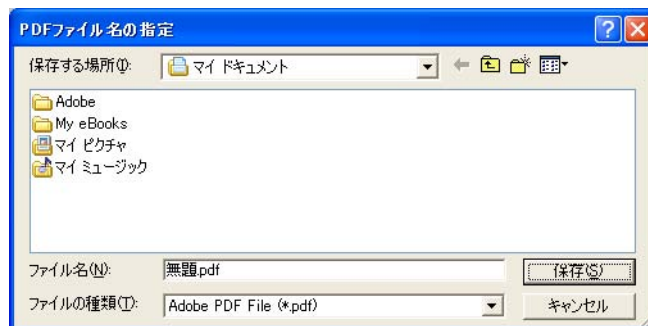 PDFファイル名の指定
保存する場所(I): マイ ドキュメント
Adobe
My eBooks
マイ ピクチャ
マイ ミュージック
ファイル名(N): 無題.pdf 保存(S)
ファイルの種類(T): Adobe PDF File (*.pdf) キャンセル